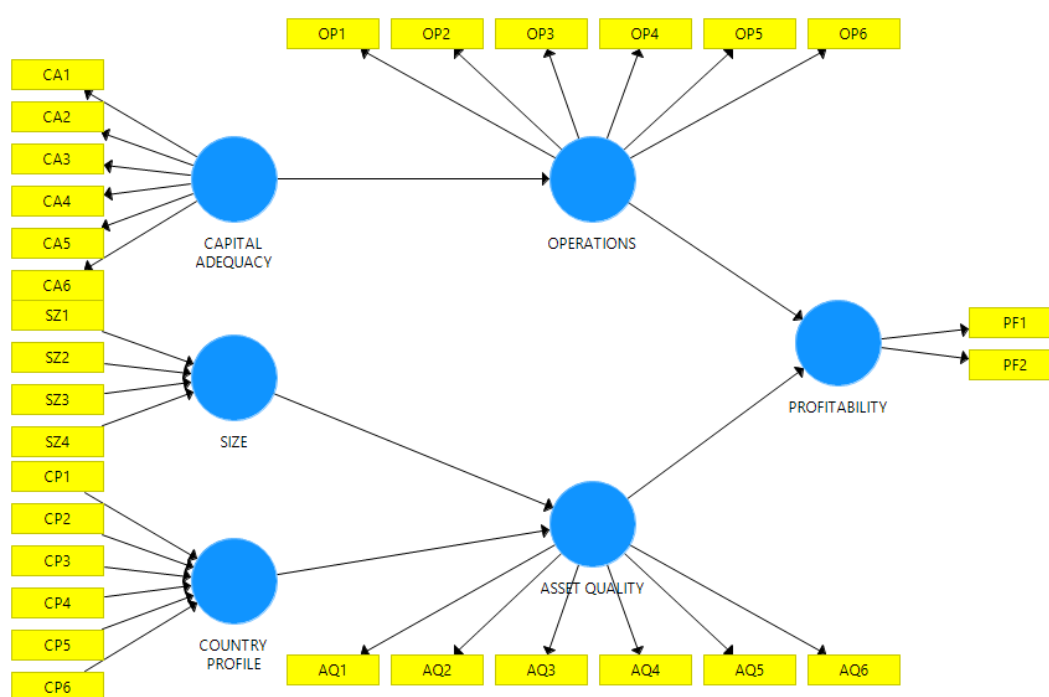 OP1 OP2 OP3 OP4 OP5 OP6
CA1
CA2
CA3
CA4
CA5
CA6
CAPITAL
ADEQUACY
OPERATIONS
SZ1
SZ2
SZ3
SZ4
SIZE
PF1
PF2
PROFITABILITY
CP1
CP2
CP3
CP4
CP5
CP6
COUNTRY
PROFILE
ASSET QUALITY
AQ1 AQ2 AQ3 AQ4 AQ5 AQ6